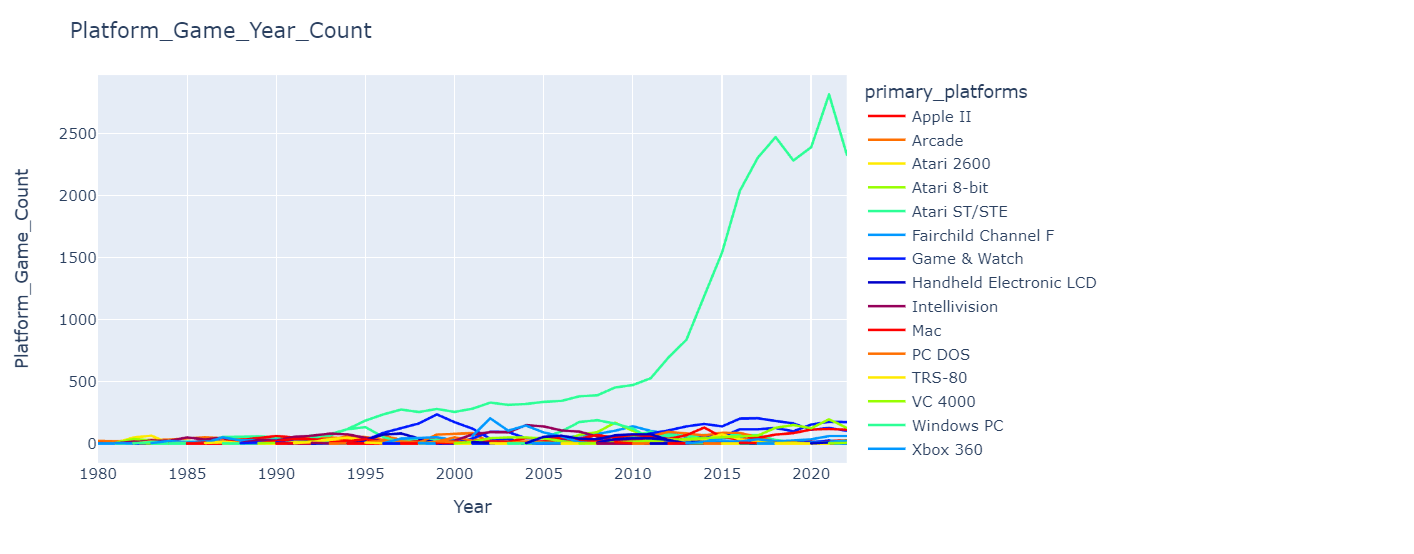 Platform_Game_Year_Count
Platform_Game_Count
2500
2000
1500
1000
500
0
1980
1985
1990
1995
2000
2005
2010
2015
2020
Year
primary_platforms
Apple II
Arcade
Atari 2600
Atari 8-bit
Atari ST/STE
Fairchild Channel F
Game & Watch
Handheld Electronic LCD
Intellivision
Mac
PC DOS
TRS-80
VC 4000
Windows PC
Xbox 360